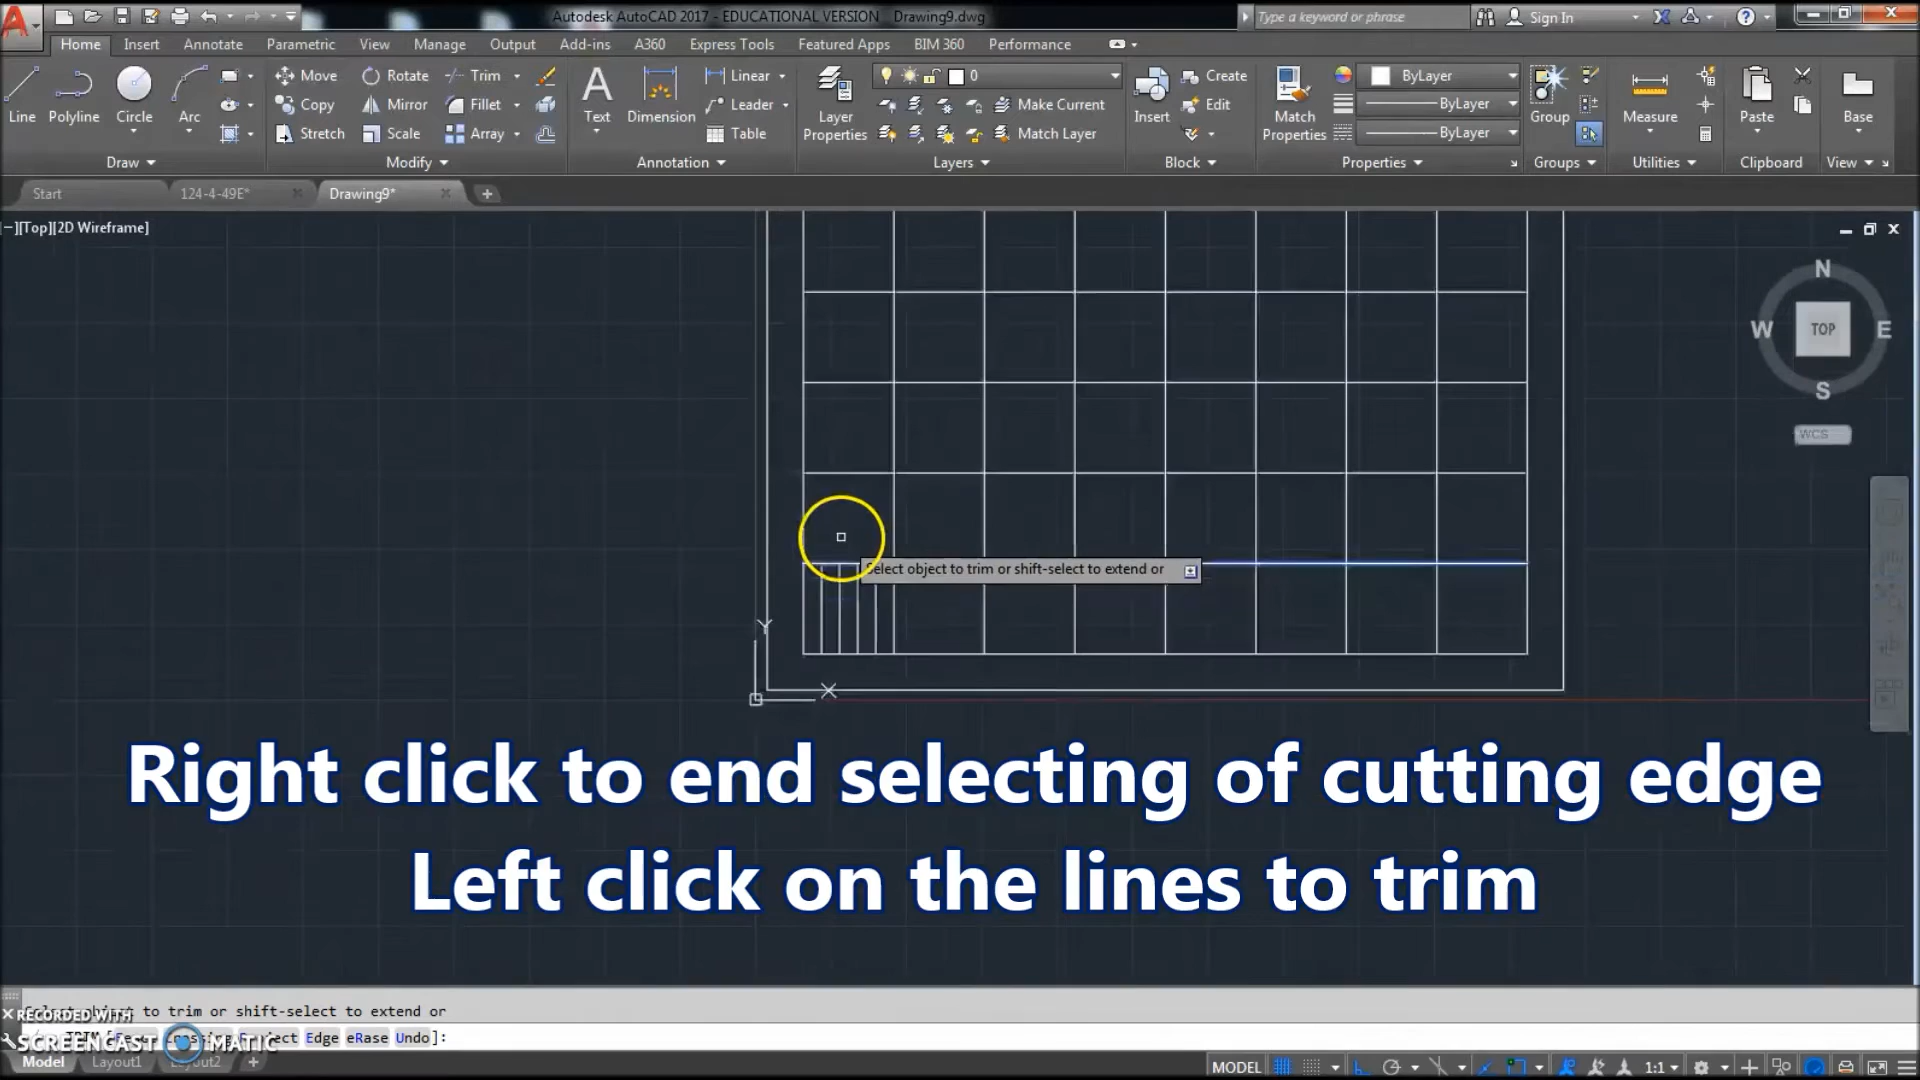 Autodesk AutoCAD 2017 - EDUCATIONAL VERSION Drawing9.dwg
Type a keyword or phrase
Sign In
Home Insert Annotate Parametric View Manage Output Add-ins A360 Express Tools Featured Apps BIM 360 Performance
Line Polyline Circle Arc
Move Rotate Trim
Copy Mirror Fillet
Stretch Scale Array
Text Dimension
Linear
Leader
Table
Layer Properties
0
Make Current
Match Layer
Insert
Create
Edit
Match Properties
ByLayer
ByLayer
ByLayer
Group
Measure
Paste
Base
Draw Modify Annotation Layers Block Properties Groups Utilities Clipboard View
Start 124-4-49E* Drawing9*
−][Top][2D Wireframe]
N
W TOP E
S
WCS
Select object to trim or shift-select to extend or
Y
X
Right click to end selecting of cutting edge
Left click on the lines to trim
Select object to trim or shift-select to extend or
RECORDED WITH
Edge eRase Undo]:
SCREENCAST MATIC
Model Layout1 Layout2
MODEL 1:1